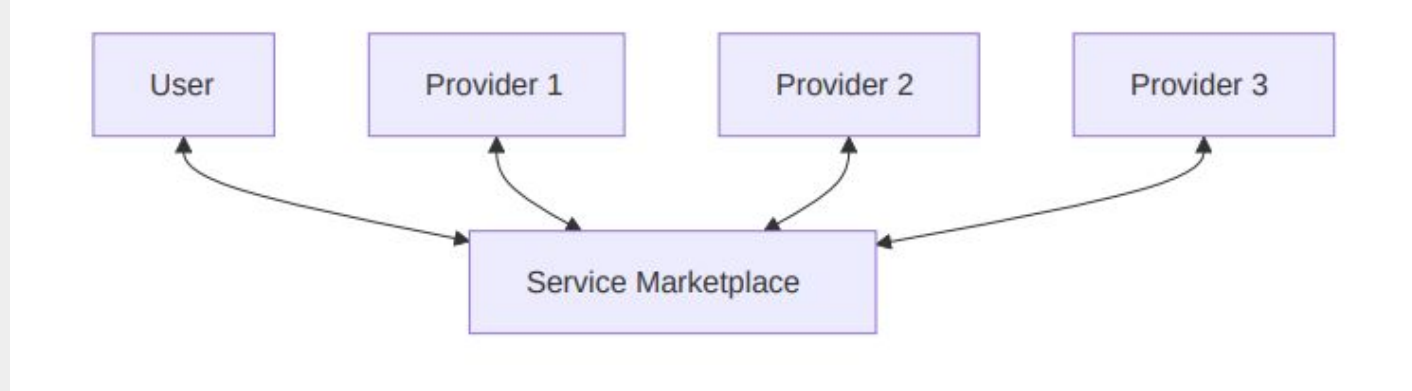 User
Provider 1
Provider 2
Provider 3
Service Marketplace